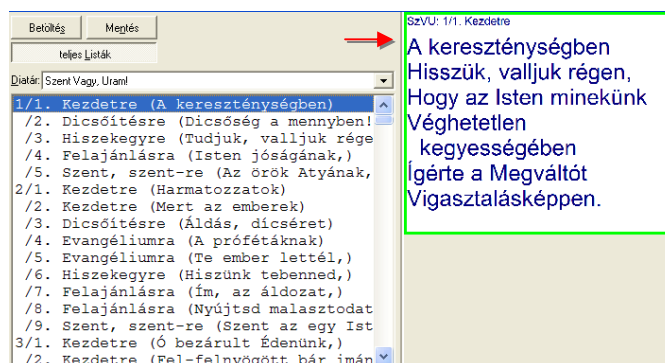 Betöltés
Mentés
teljes Listák
Diatár:
Szent Vagy, Uram!
1/1. Kezdetre (A kereszténységben)
/2. Dicsőítésre (Dicsőség a mennyben!
/3. Hiszekegyre (Tudjuk, valljuk rége
/4. Felajánlásra (Isten jóságának,)
/5. Szent, szent-re (Az örök Atyának,
2/1. Kezdetre (Harmatozzatok)
/2. Kezdetre (Mert az emberek)
/3. Dicsőítésre (Áldás, dícséret)
/4. Evangéliumra (A prófétáknak)
/5. Evangéliumra (Te ember lettél,)
/6. Hiszekegyre (Hiszünk tebenned,)
/7. Felajánlásra (Ím, az áldozat,)
/8. Felajánlásra (Nyújtsd malasztodat
/9. Szent, szent-re (Szent az egy Ist
3/1. Kezdetre (Ó bezárult Édenünk,)
/2. Kezdetre (Fel-felnyögött bár imán
SzVU: 1/1. Kezdetre
A kereszténységben
Hisszük, valljuk régen,
Hogy az Isten minekünk
Véghetetlen
kegyességében
Ígérte a Megváltót
Vigasztalásképpen.